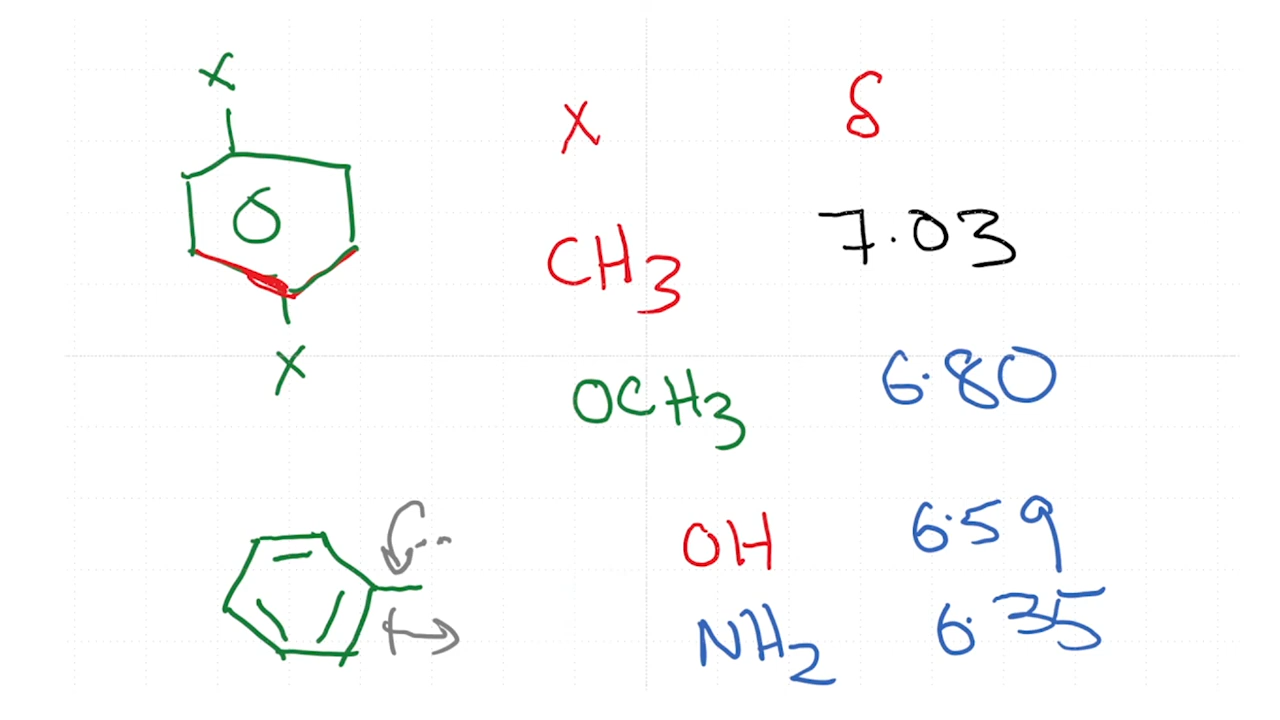 X
X δ
CH3 7.03
X
OCH3 6.80
OH 6.59
NH2 6.35